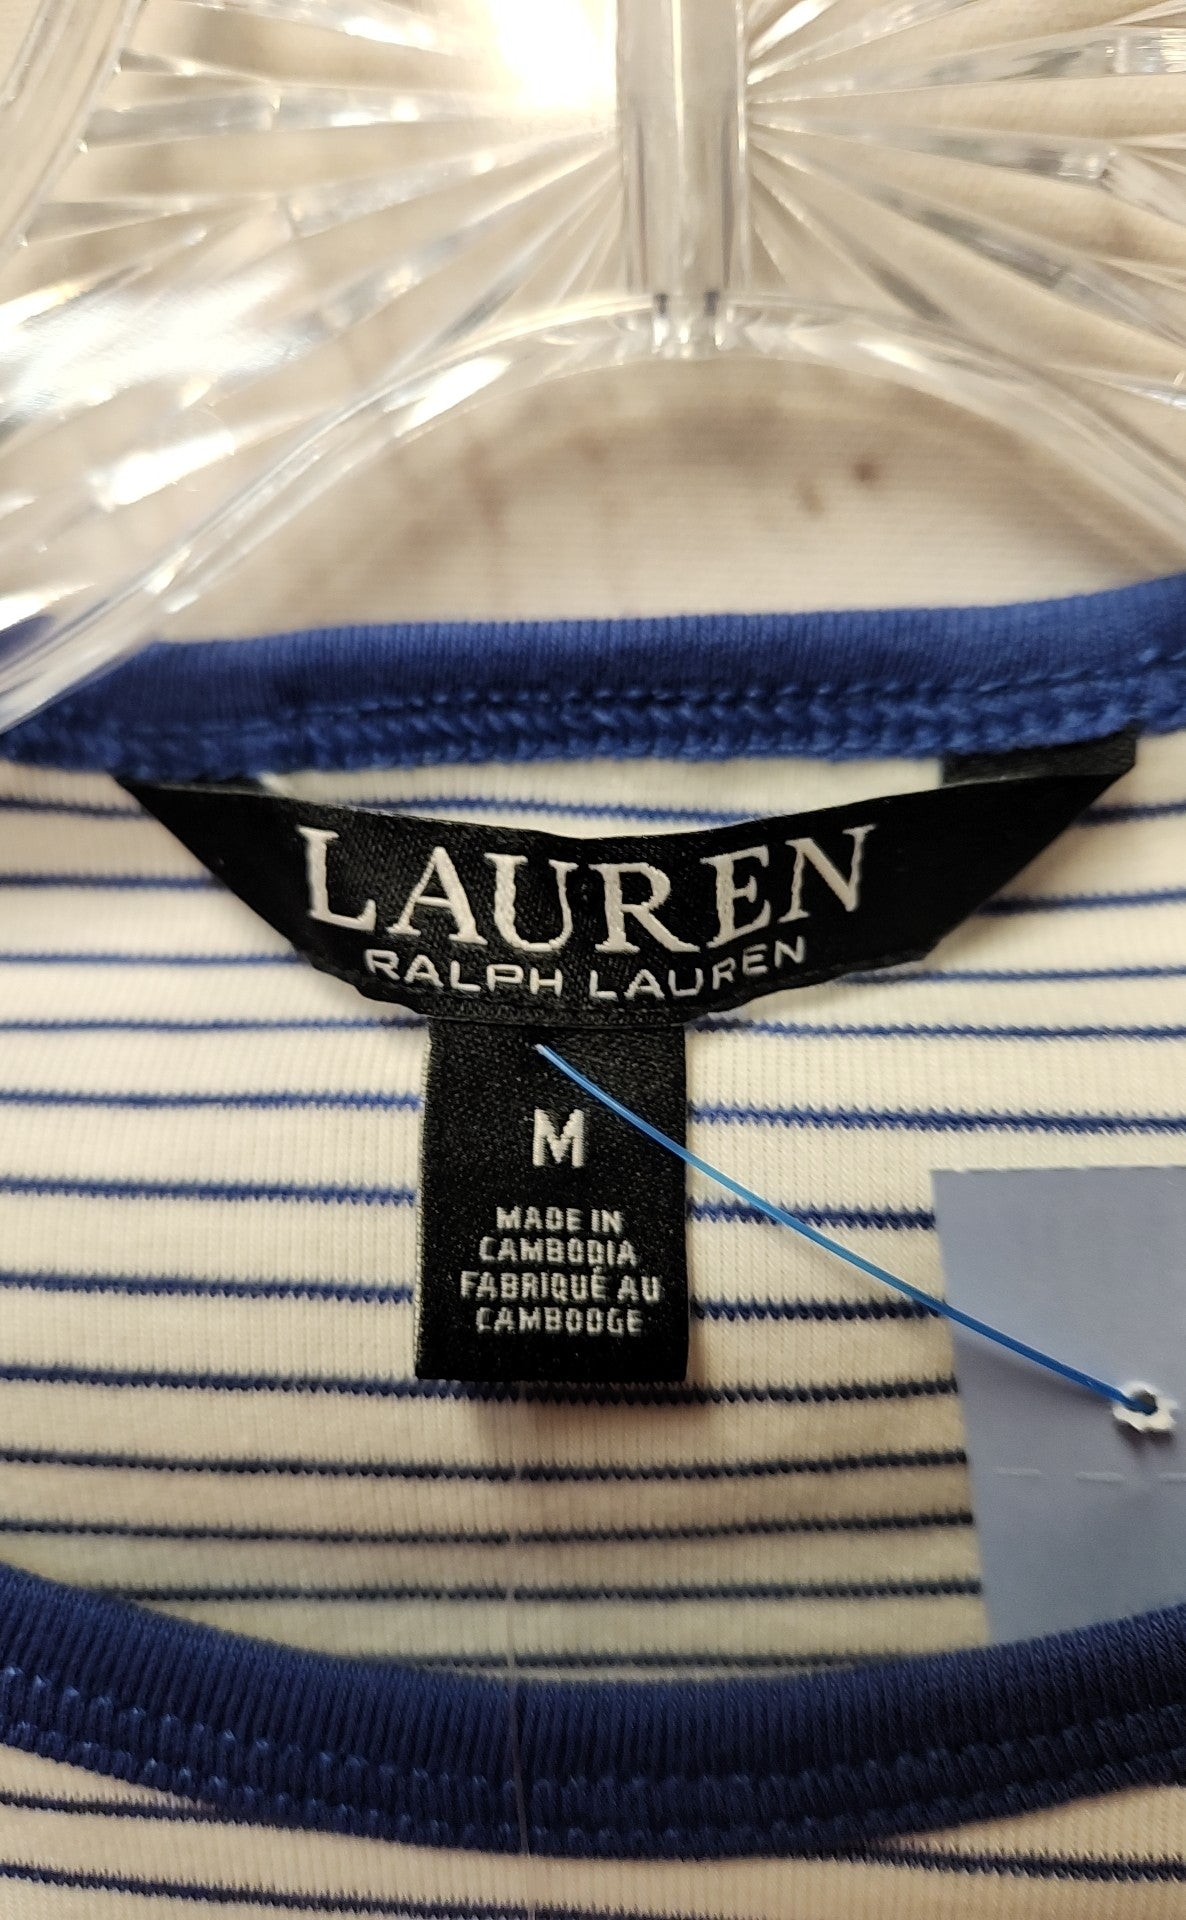 LAUREN
RALPH LAUREN
M
MADE IN
CAMBODIA
FABRIQUÉ AU
CAMBODGE